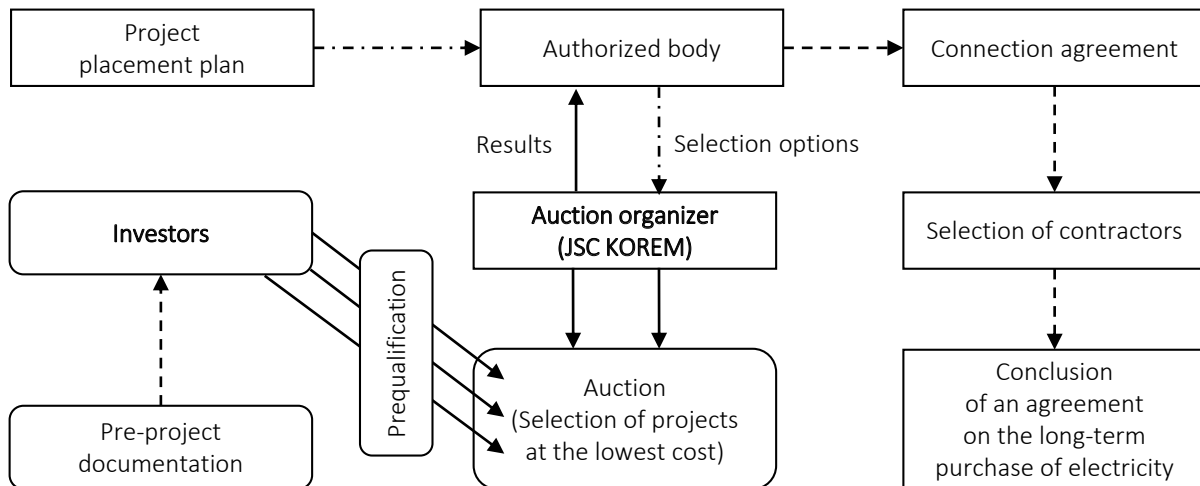 Project
placement plan
Authorized body
Connection agreement
Results
Selection options
Investors
Auction organizer
(JSC KOREM)
Selection of contractors
Prequalification
Pre-project
documentation
Auction
(Selection of projects
at the lowest cost)
Conclusion
of an agreement
on the long-term
purchase of electricity